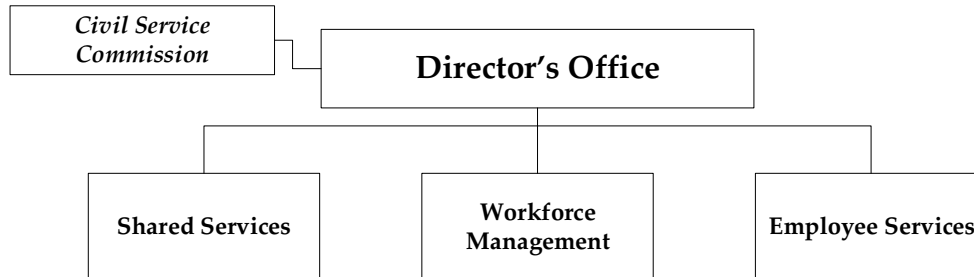 Civil Service
Commission
Director’s Office
Shared Services
Workforce
Management
Employee Services